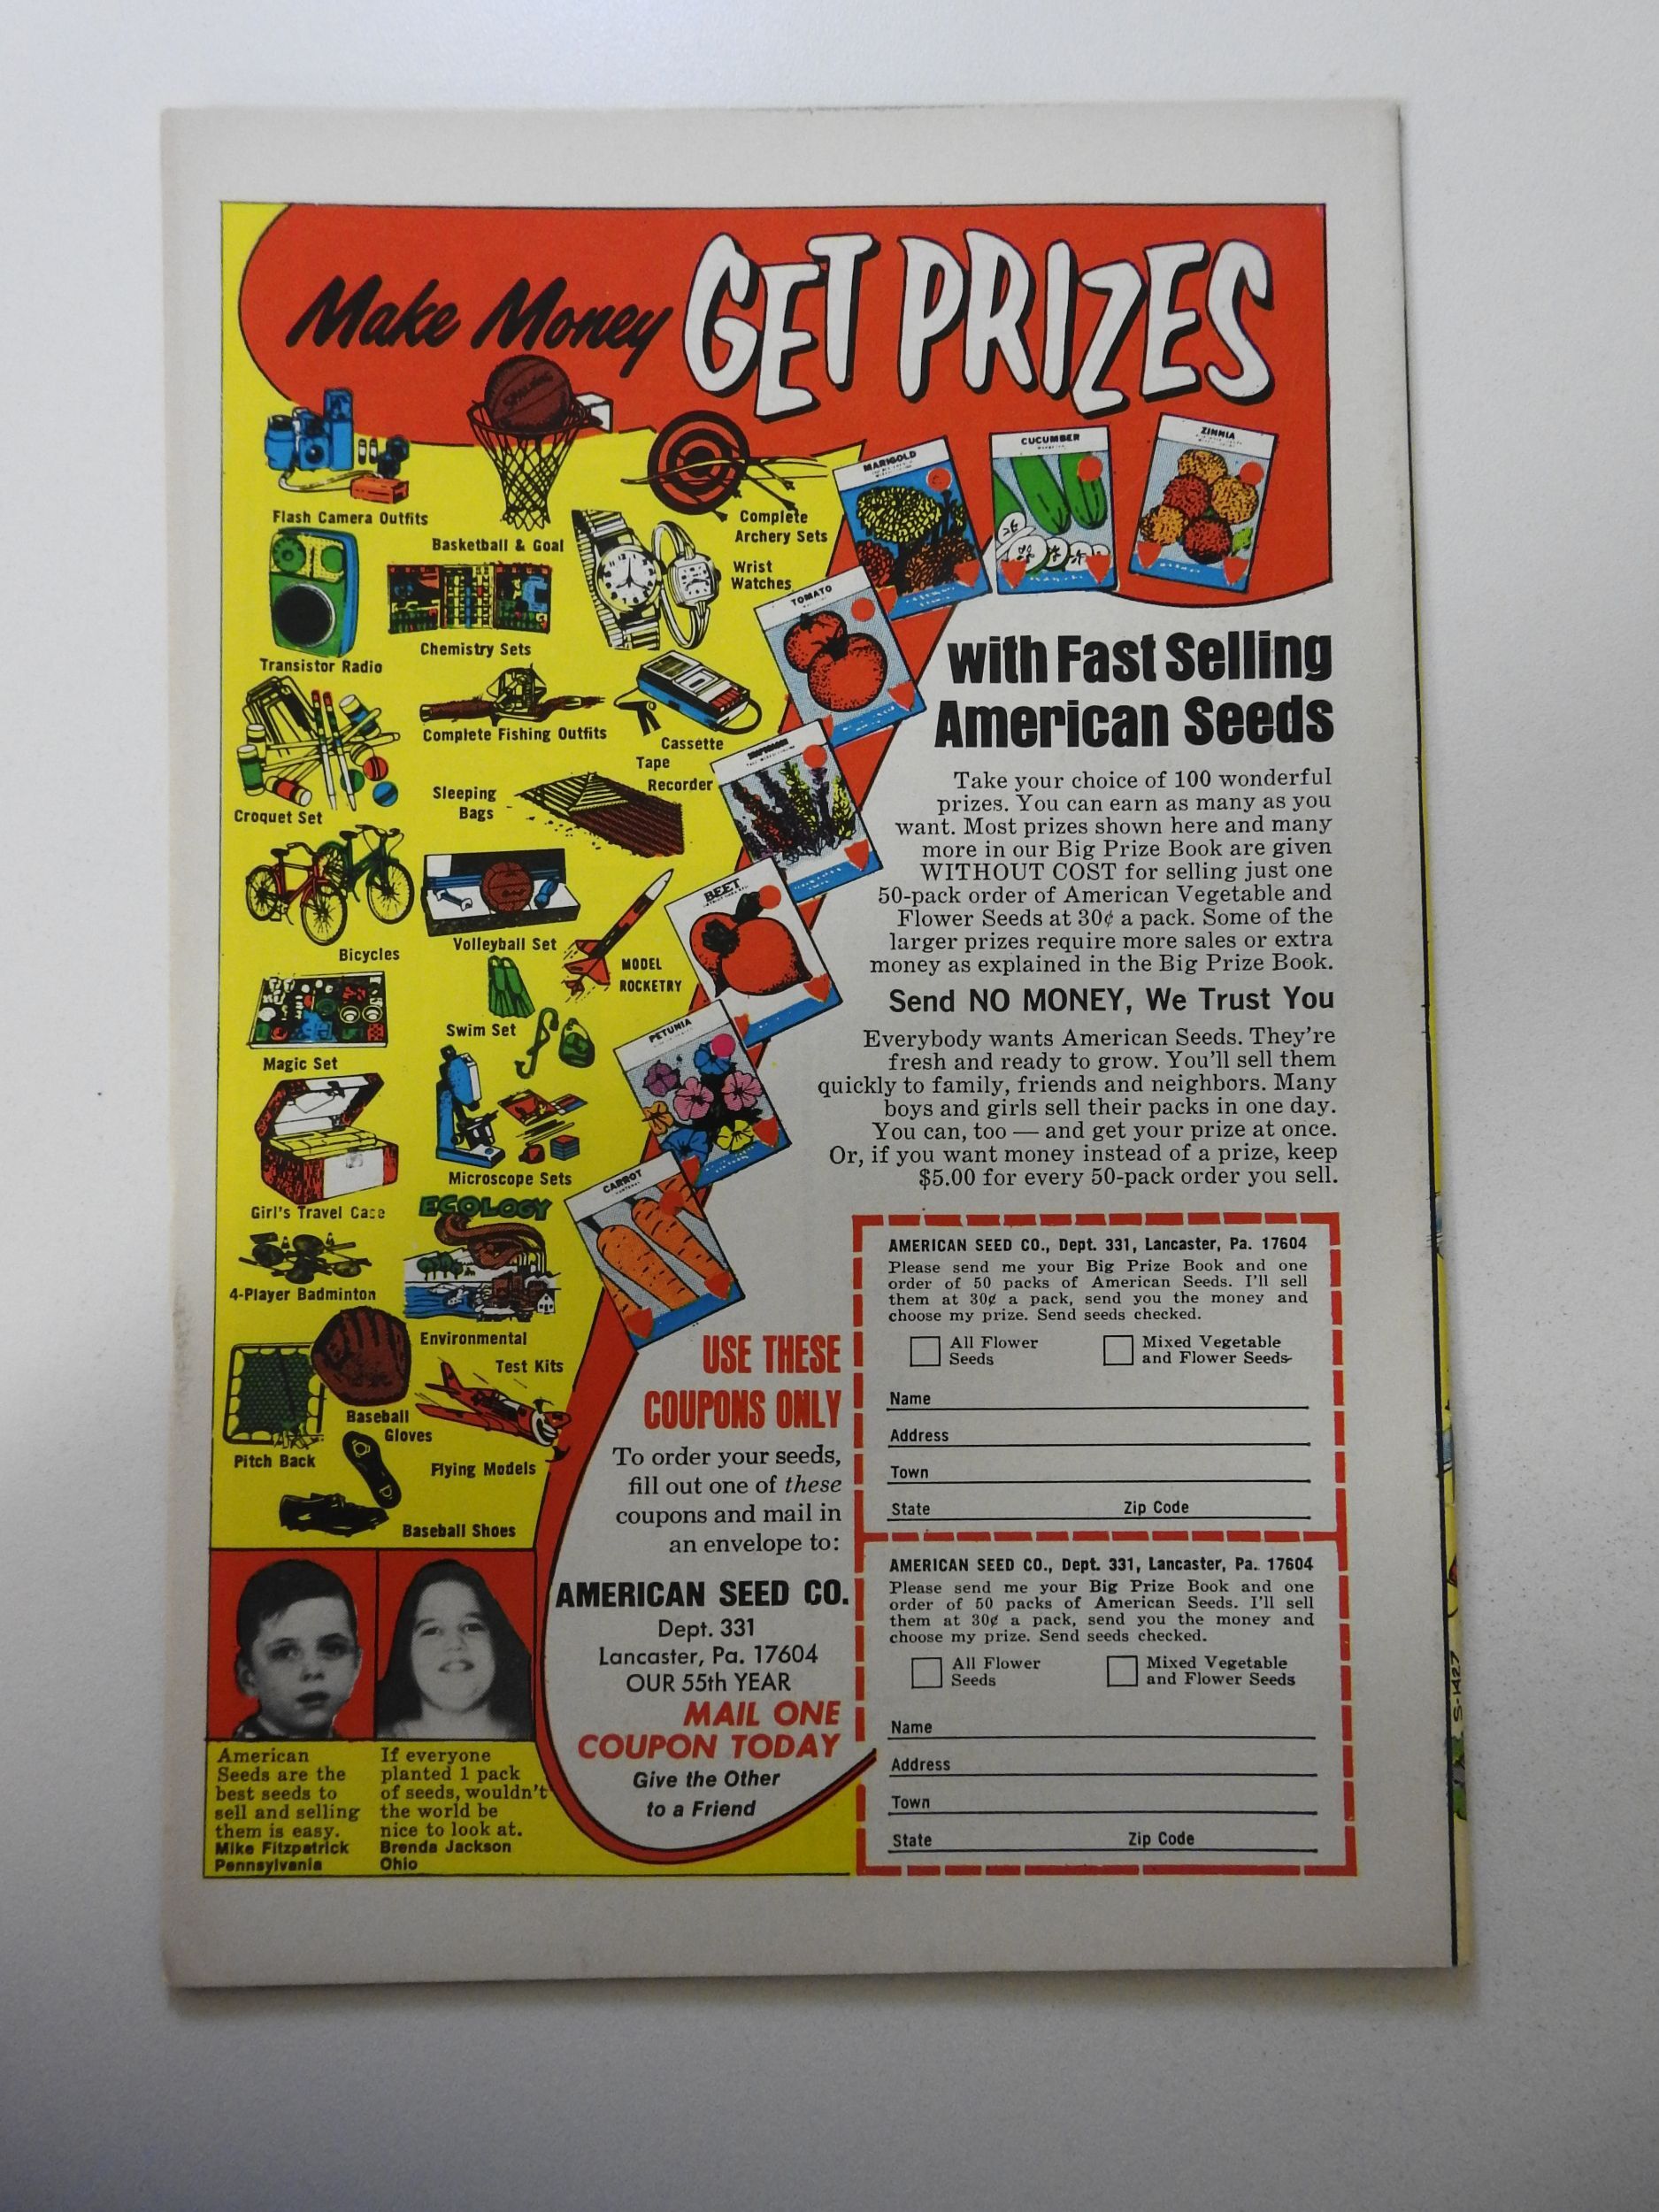 Make Money GET PRIZES
SPALDING
Flash Camera Outfits
Basketball & Goal
Complete
Archery Sets
Wrist
Watches
Transistor Radio
Chemistry Sets
Complete Fishing Outfits
Cassette
Tape
Recorder
Croquet Set
Sleeping
Bags
Bicycles
Volleyball Set
MODEL
ROCKETRY
Magic Set
Swim Set
Girl's Travel Case
Microscope Sets
ECOLOGY
4-Player Badminton
Environmental
Test Kits
Pitch Back
Baseball
Gloves
Flying Models
Baseball Shoes
MARIGOLD
CUCUMBER
ZINNIA
TOMATO
BEET
PETUNIA
CARROT
with Fast Selling
American Seeds
Take your choice of 100 wonderful
prizes. You can earn as many as you
want. Most prizes shown here and many
more in our Big Prize Book are given
WITHOUT COST for selling just one
50-pack order of American Vegetable and
Flower Seeds at 30¢ a pack. Some of the
larger prizes require more sales or extra
money as explained in the Big Prize Book.
Send NO MONEY, We Trust You
Everybody wants American Seeds. They're
fresh and ready to grow. You'll sell them
quickly to family, friends and neighbors. Many
boys and girls sell their packs in one day.
You can, too — and get your prize at once.
Or, if you want money instead of a prize, keep
$5.00 for every 50-pack order you sell.
USE THESE
COUPONS ONLY
To order your seeds,
fill out one of these
coupons and mail in
an envelope to:
AMERICAN SEED CO.
Dept. 331
Lancaster, Pa. 17604
OUR 55th YEAR
MAIL ONE
COUPON TODAY
Give the Other
to a Friend
AMERICAN SEED CO., Dept. 331, Lancaster, Pa. 17604
Please send me your Big Prize Book and one
order of 50 packs of American Seeds. I'll sell
them at 30¢ a pack, send you the money and
choose my prize. Send seeds checked.
All Flower
Seeds
Mixed Vegetable
and Flower Seeds
Name
Address
Town
State Zip Code
AMERICAN SEED CO., Dept. 331, Lancaster, Pa. 17604
Please send me your Big Prize Book and one
order of 50 packs of American Seeds. I'll sell
them at 30¢ a pack, send you the money and
choose my prize. Send seeds checked.
All Flower
Seeds
Mixed Vegetable
and Flower Seeds
Name
Address
Town
State Zip Code
American
Seeds are the
best seeds to
sell and selling
them is easy.
Mike Fitzpatrick
Pennsylvania
If everyone
planted 1 pack
of seeds, wouldn't
the world be
nice to look at.
Brenda Jackson
Ohio
S-1427